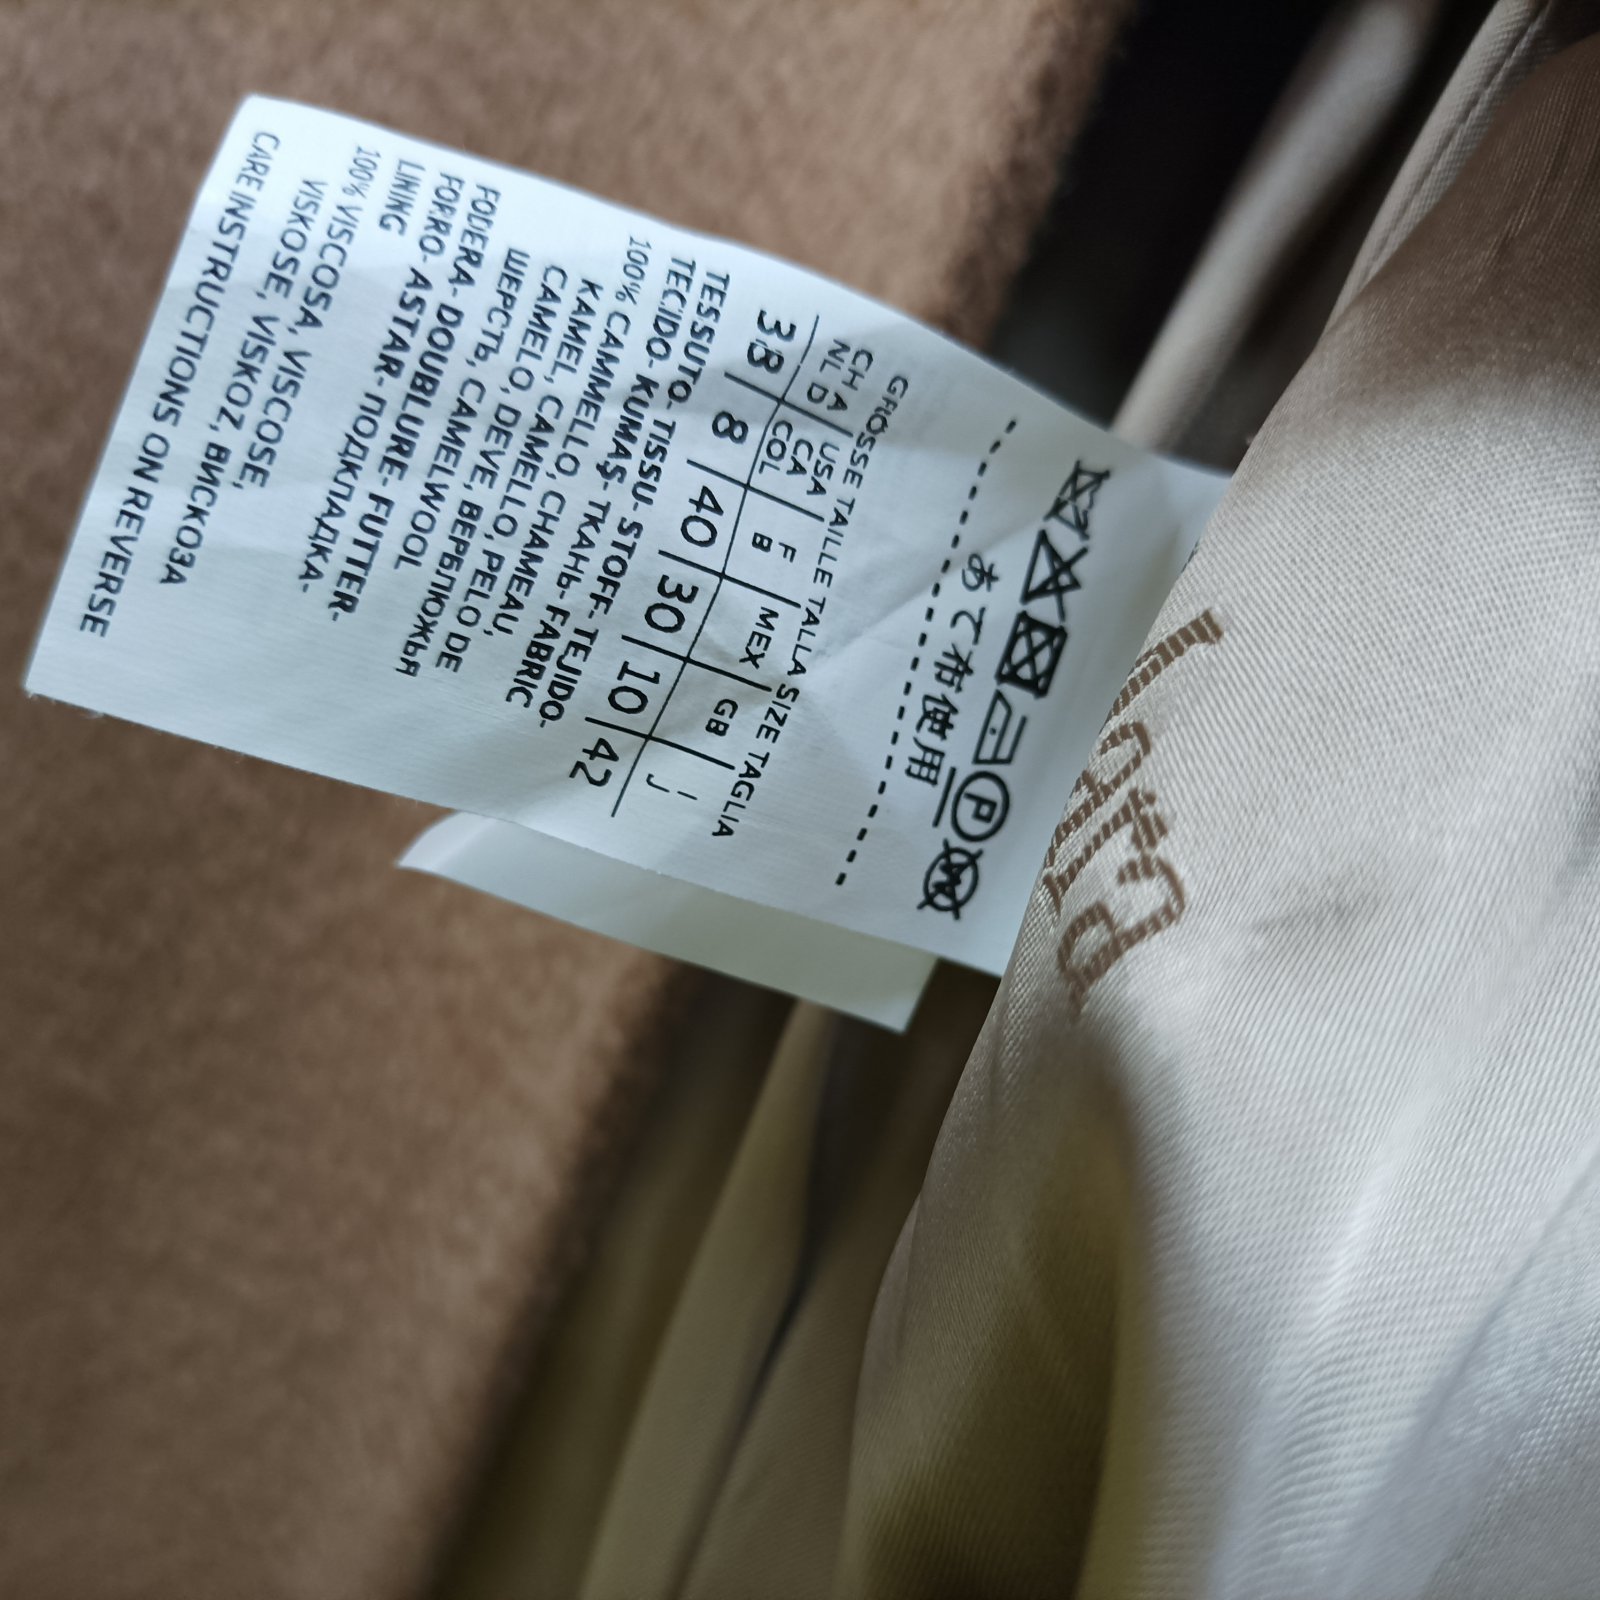 あて布使用
GROSSE TAILLE TALLA SIZE TAGLIA
CH A USA F MEX GB I
NL D CA B J
COL
38 8 40 30 10 42
TESSUTO- TISSU- STOFF- TEJIDO-
TECIDO- KUMAŞ- ТКАНЬ- FABRIC
100% CAMMMELLO, CHAMEAU,
KAMEL, CAMELLO, PELO DE
CAMELO, DEVE, ВЕРБЛЮЖЬЯ
ШЕРСТЬ, CAMELWOOL
FODERA- DOUBLURE- FUTTER-
FORRO- ASTAR- ПОДКЛАДКА-
LINING
100% VISCOSA, VISCOSE,
VISKOSE, VISKOZ, ВИСКОЗА
CARE INSTRUCTIONS ON REVERSE